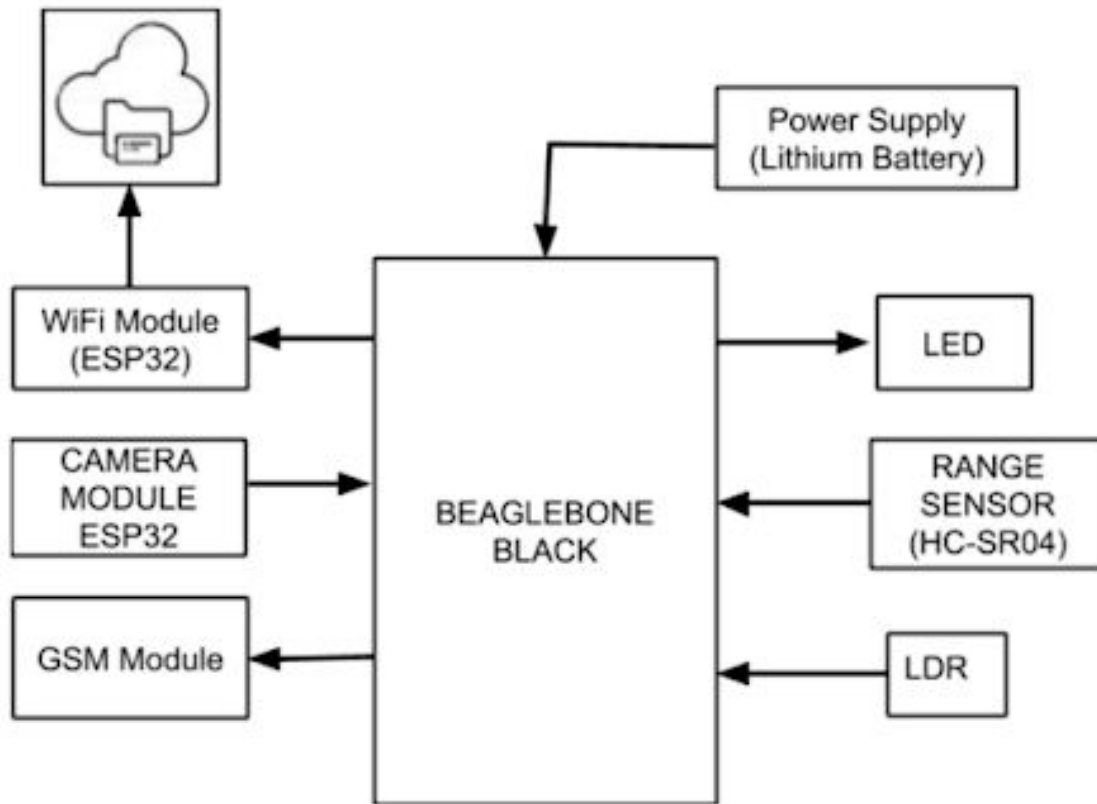 Power Supply
(Lithium Battery)
WiFi Module
(ESP32)
LED
CAMERA
MODULE
ESP32
BEAGLEBONE
BLACK
RANGE
SENSOR
(HC-SR04)
GSM Module
LDR